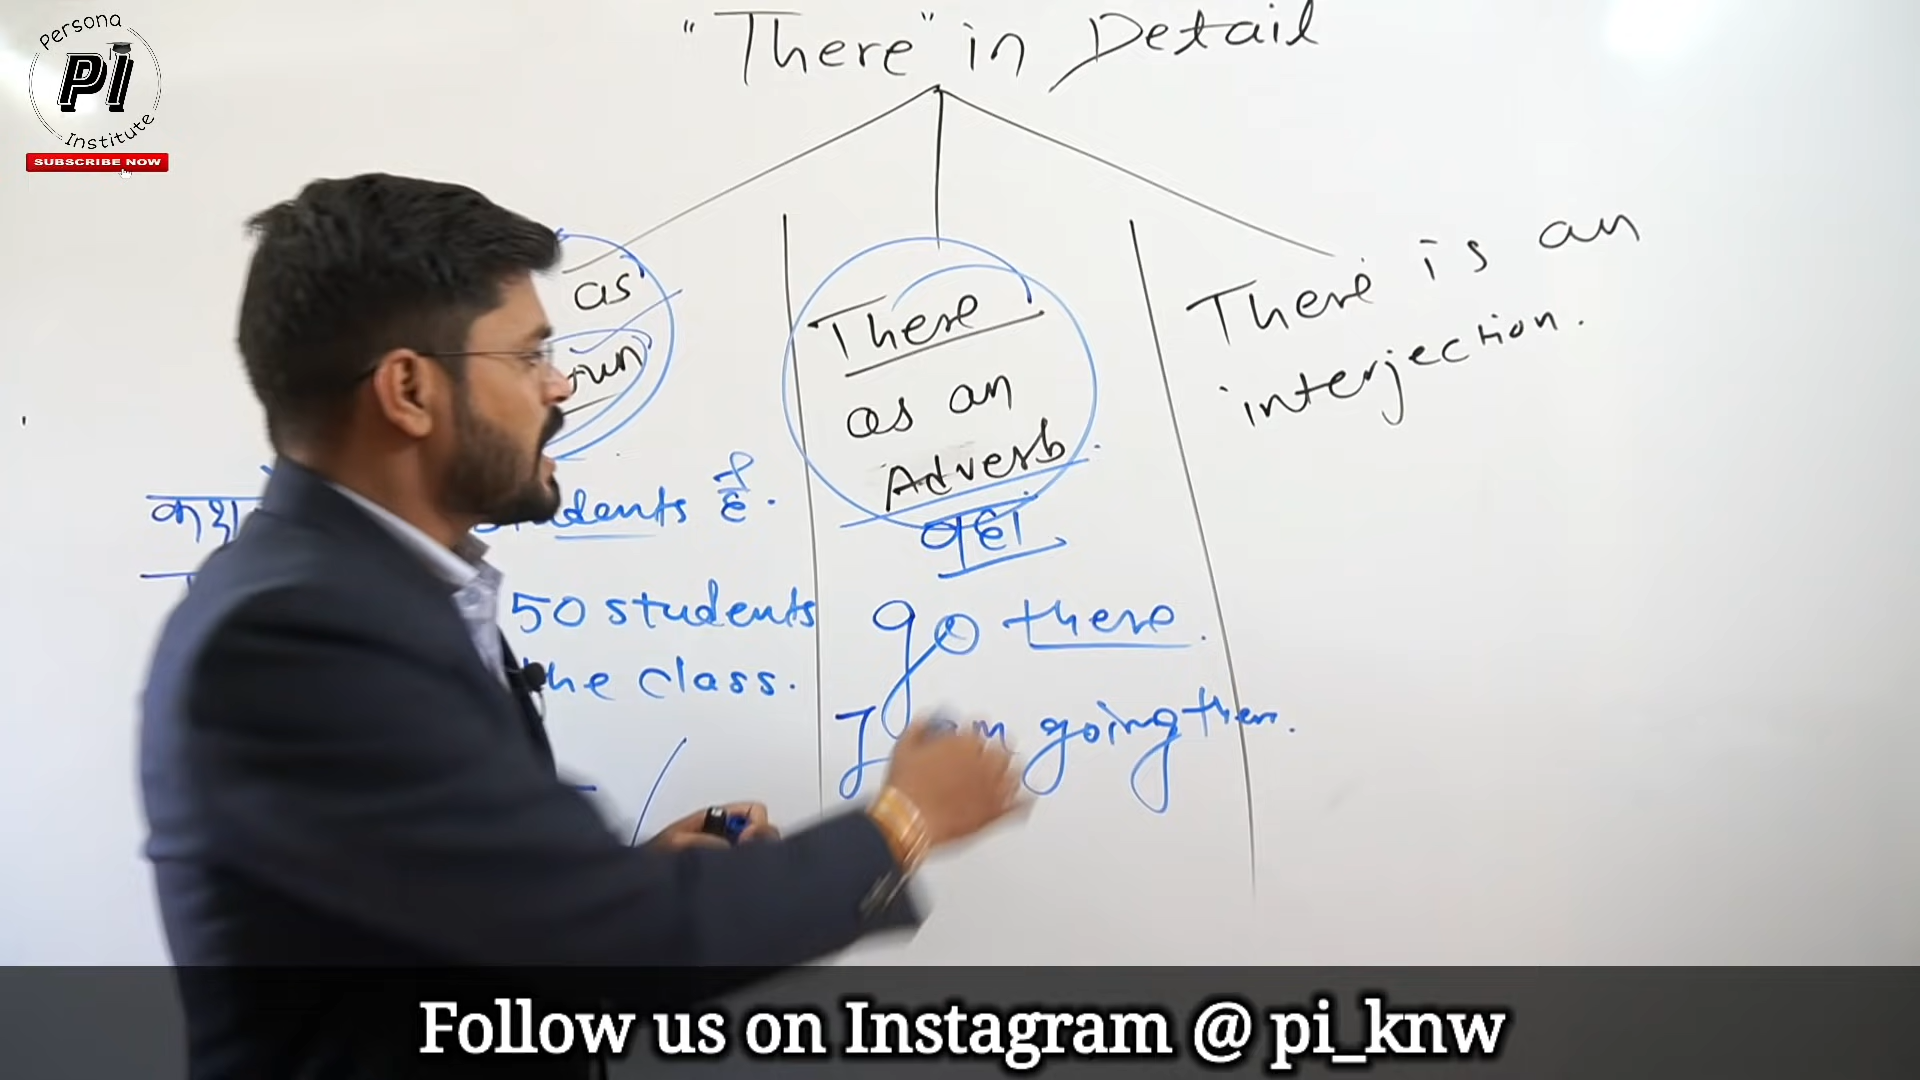 Persona
PI
Institute
SUBSCRIBE NOW
"There" in Detail
as
There
as an
Adverb.
वहां
go there.
I am going there.
There is an
interjection.
students हैं.
50 students
the class.
Follow us on Instagram @ pi_knw